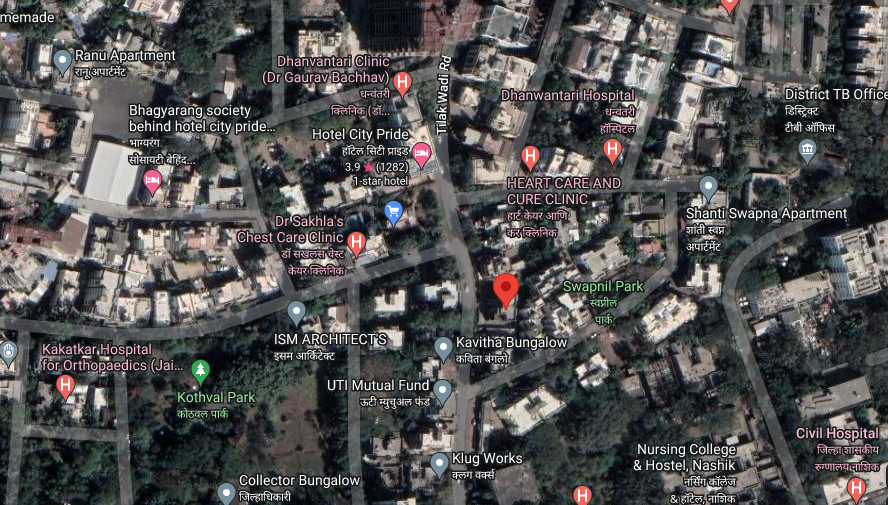 memade
Ranu Apartment
रानू अपार्टमेंट
Dhanvantari Clinic
(Dr Gaurav Bachhav)
धन्वंतरी
क्लिनिक (डॉ...
Tilak Wadi Rd
Bhagyarang society
behind hotel city pride...
भाग्यरंग
सोसायटी बेहिंद...
Hotel City Pride
हॉटेल सिटी प्राइड
3.9 ★ (1282)
1-star hotel
Dhanwantari Hospital
धन्वंतरी
हॉस्पिटल
District TB Office
डिस्ट्रिक्ट
टीबी ऑफिस
HEART CARE AND
CURE CLINIC
हार्ट केयर आणि
कर क्लिनिक
Shanti Swapna Apartment
शांती स्वप्न
अपार्टमेंट
Dr Sakhla's
Chest Care Clinic
डॉ सखलस चेस्ट
केयर क्लिनिक
Swapnil Park
स्वप्नील
पार्क
ISM ARCHITECT'S
इसम आर्किटेक्ट
Kavitha Bungalow
कविता बंगलो
Kakatkar Hospital
for Orthopaedics (Jai...
Kothval Park
कोठवल पार्क
UTI Mutual Fund
ऊटी म्युचुअल फंड
Klug Works
क्लग वर्क्स
Civil Hospital
जिल्हा शासकीय
रुग्णालय,नाशिक
Nursing College
& Hostel, Nashik
नर्सिंग कॉलेज
& हॉटेल, नाशिक
Collector Bungalow
जिल्हाधिकारी